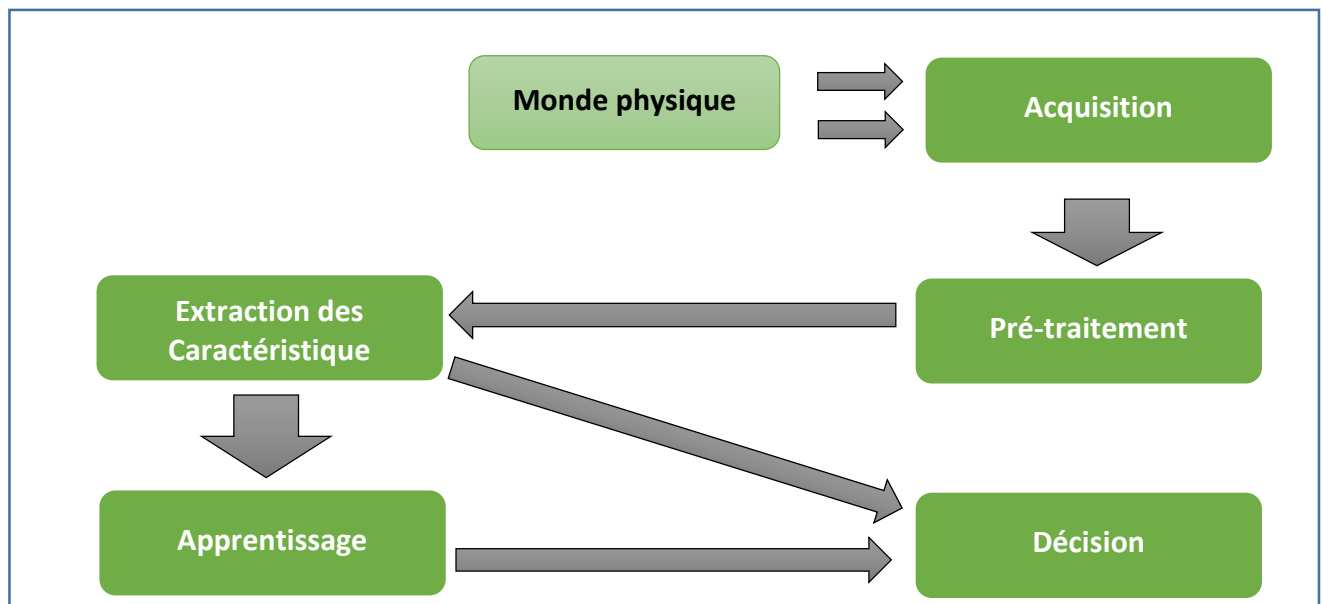 Monde physique
Acquisition
Extraction des
Caractéristique
Pré-traitement
Apprentissage
Décision